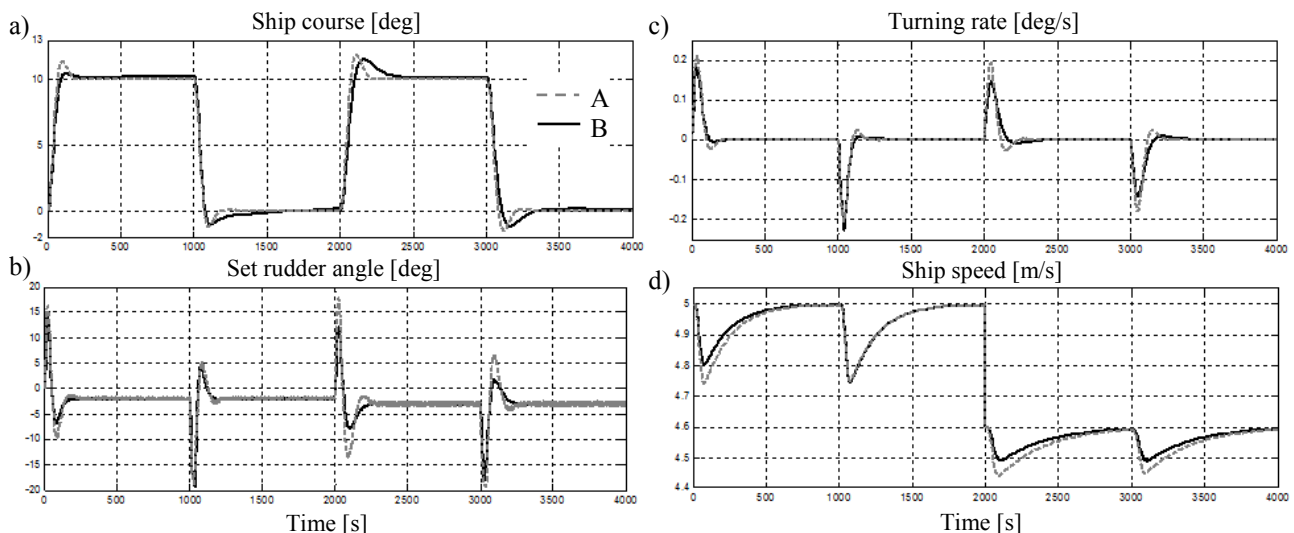 a) Ship course [deg]
13
10
5
0
-2
0 500 1000 1500 2000 2500 3000 3500 4000
A
B
c) Turning rate [deg/s]
0.2
0.1
0
-0.1
-0.2
0 500 1000 1500 2000 2500 3000 3500 4000
b) Set rudder angle [deg]
20
15
10
5
0
-5
-10
-15
-20
0 500 1000 1500 2000 2500 3000 3500 4000
Time [s]
d) Ship speed [m/s]
5
4.9
4.8
4.7
4.6
4.5
4.4
0 500 1000 1500 2000 2500 3000 3500 4000
Time [s]